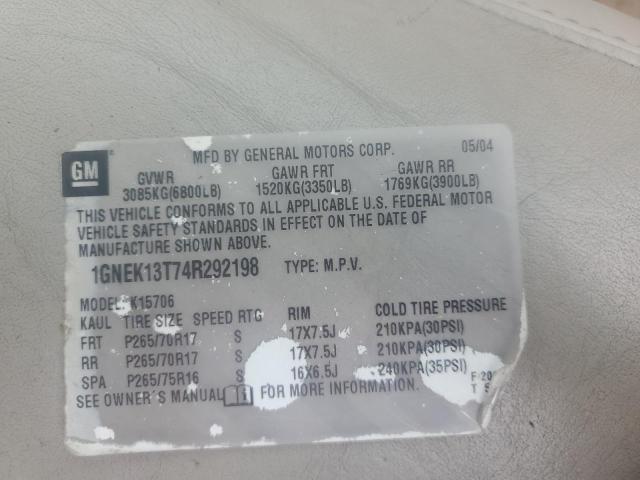 GM
MFD BY GENERAL MOTORS CORP. 05/04
GVWR GAWR FRT GAWR RR
3085KG(6800LB) 1520KG(3350LB) 1769KG(3900LB)
THIS VEHICLE CONFORMS TO ALL APPLICABLE U.S. FEDERAL MOTOR
VEHICLE SAFETY STANDARDS IN EFFECT ON THE DATE OF
MANUFACTURE SHOWN ABOVE.
1GNEK13T74R292198 TYPE: M.P.V.
MODEL: K15706
KAUL TIRE SIZE SPEED RTG RIM COLD TIRE PRESSURE
FRT P265/70R17 S 17X7.5J 210KPA(30PSI)
RR P265/70R17 S 17X7.5J 210KPA(30PSI)
SPA P265/75R16 S 16X6.5J 240KPA(35PSI)
SEE OWNER'S MANUAL FOR MORE INFORMATION.